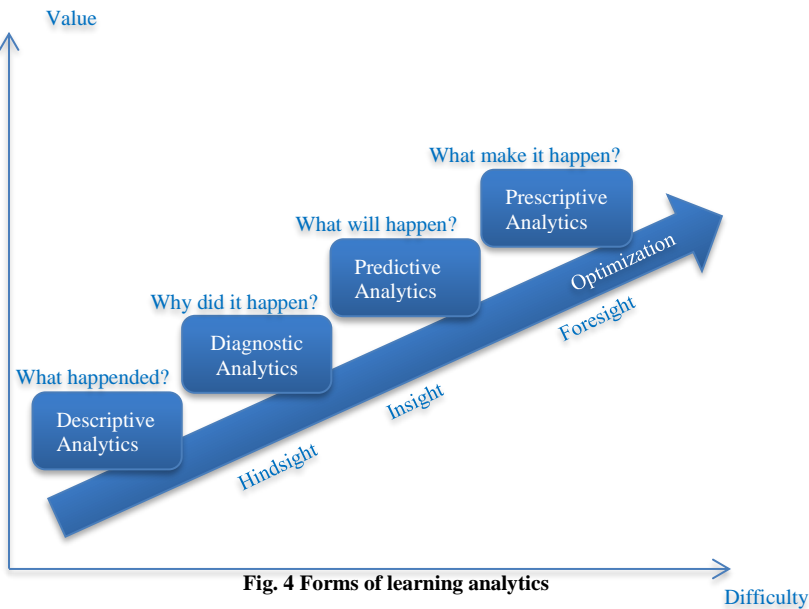 Value
What make it happen?
Prescriptive
Analytics
What will happen?
Predictive
Analytics
Optimization
Why did it happen?
Foresight
Diagnostic
Analytics
What happended?
Insight
Descriptive
Analytics
Hindsight
Fig. 4 Forms of learning analytics
Difficulty